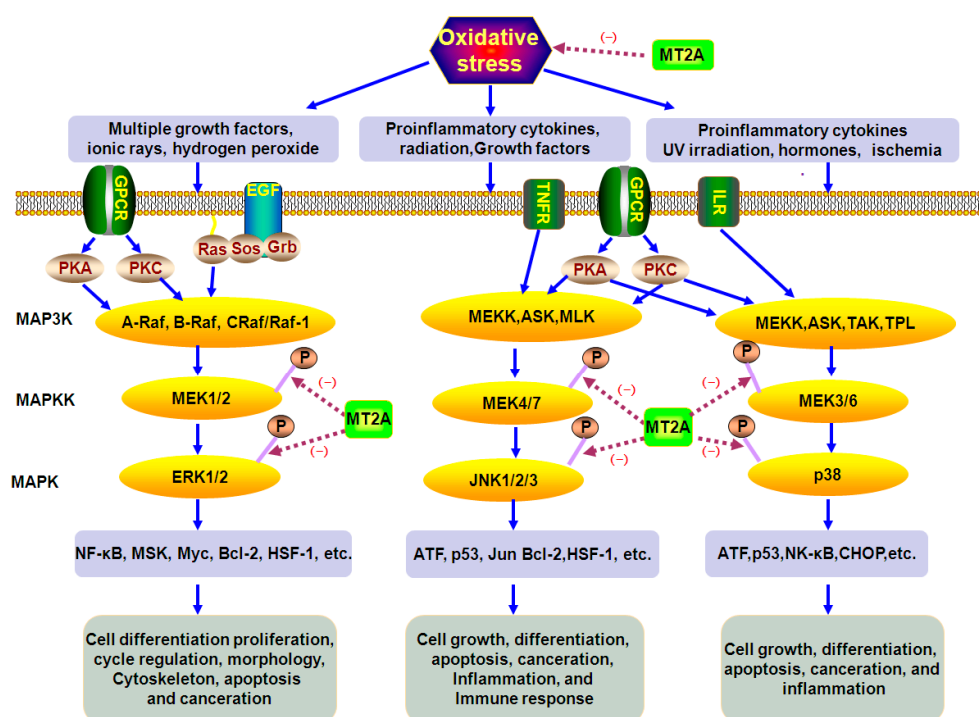 Oxidative
stress
(−)
MT2A
Multiple growth factors,
ionic rays, hydrogen peroxide
Proinflammatory cytokines,
radiation,Growth factors
Proinflammatory cytokines
UV irradiation, hormones, ischemia
GPCR
EGF
TNFR
GPCR
ILR
Ras
Sos
Grb
PKA
PKC
PKA
PKC
MAP3K
A-Raf, B-Raf, CRaf/Raf-1
MEKK,ASK,MLK
MEKK,ASK,TAK,TPL
P
P
P
(−)
(−)
(−)
MAPKK
MEK1/2
MEK4/7
MEK3/6
MT2A
MT2A
P
P
P
(−)
(−)
(−)
MAPK
ERK1/2
JNK1/2/3
p38
NF-κB, MSK, Myc, Bcl-2, HSF-1, etc.
ATF, p53, Jun Bcl-2,HSF-1, etc.
ATF,p53,NK-κB,CHOP,etc.
Cell differentiation proliferation,
cycle regulation, morphology,
Cytoskeleton, apoptosis
and canceration
Cell growth, differentiation,
apoptosis, canceration,
Inflammation, and
Immune response
Cell growth, differentiation,
apoptosis, canceration, and
inflammation